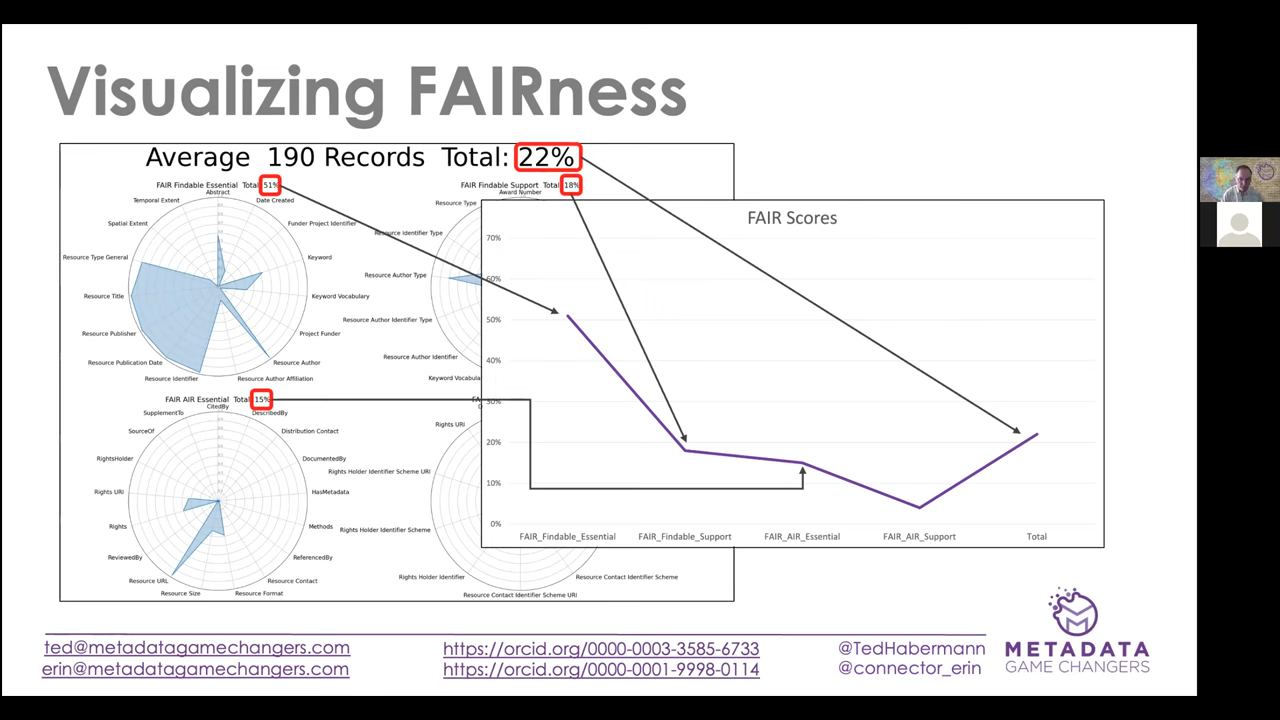 Visualizing FAIRness
Average 190 Records Total: 22%
FAIR Findable Essential Total 51%
Abstract
Temporal Extent
Date Created
Spatial Extent
Funder Project Identifier
Resource Type General
Keyword
Resource Title
Keyword Vocabulary
Resource Publisher
Project Funder
Resource Publication Date
Resource Author
Resource Identifier
Resource Author Affiliation
FAIR Findable Support Total 18%
Award Number
Resource Type
Resource Identifier Type
Resource Author Type
Resource Author Identifier Type
Resource Author Identifier
Keyword Vocabula
FAIR AIR Essential Total 15%
CitedBy
SupplementTo
DescribedBy
SourceOf
Distribution Contact
RightsHolder
DocumentedBy
Rights URI
HasMetadata
Rights
Methods
ReviewedBy
ReferencedBy
Resource URL
Resource Contact
Resource Size
Resource Format
FA
D
Rights URI
Rights Holder Identifier Scheme URI
Rights Holder Identifier Scheme
Rights Holder Identifier
Resource Contact Identifier Scheme
Resource Contact Identifier Scheme URI
FAIR Scores
70%
60%
50%
40%
30%
20%
10%
0%
FAIR_Findable_Essential
FAIR_Findable_Support
FAIR_AIR_Essential
FAIR_AIR_Support
Total
ted@metadatagamechangers.com
erin@metadatagamechangers.com
https://orcid.org/0000-0003-3585-6733
https://orcid.org/0000-0001-9998-0114
@TedHabermann
@connector_erin
METADATA
GAME CHANGERS